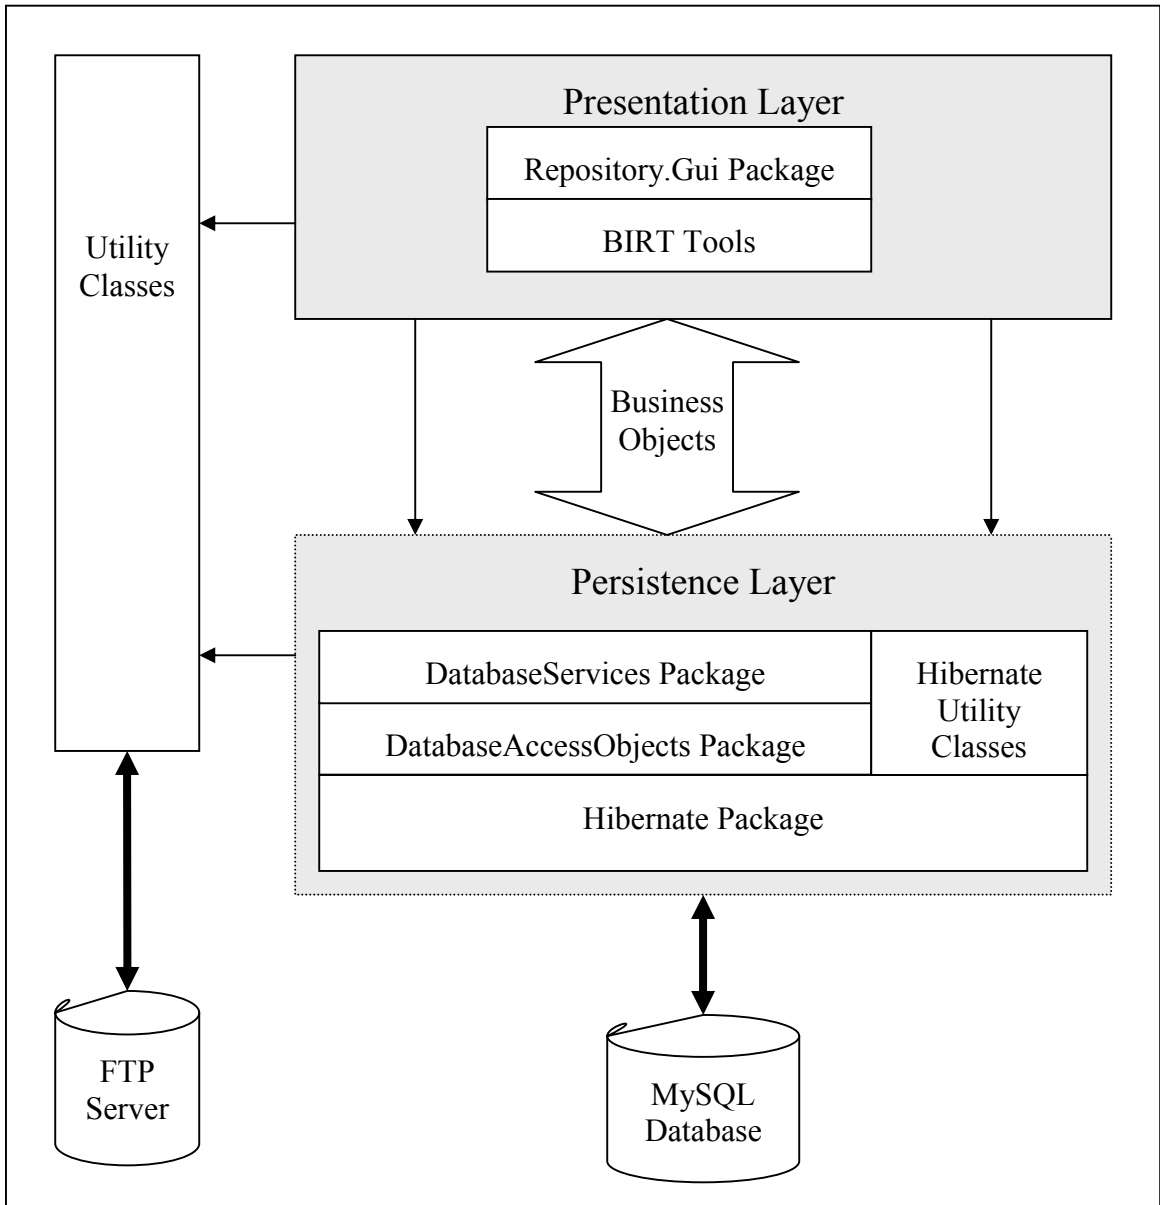 Presentation Layer
Repository.Gui Package
BIRT Tools
Utility
Classes
Business
Objects
Persistence Layer
DatabaseServices Package
DatabaseAccessObjects Package
Hibernate
Utility
Classes
Hibernate Package
FTP
Server
MySQL
Database